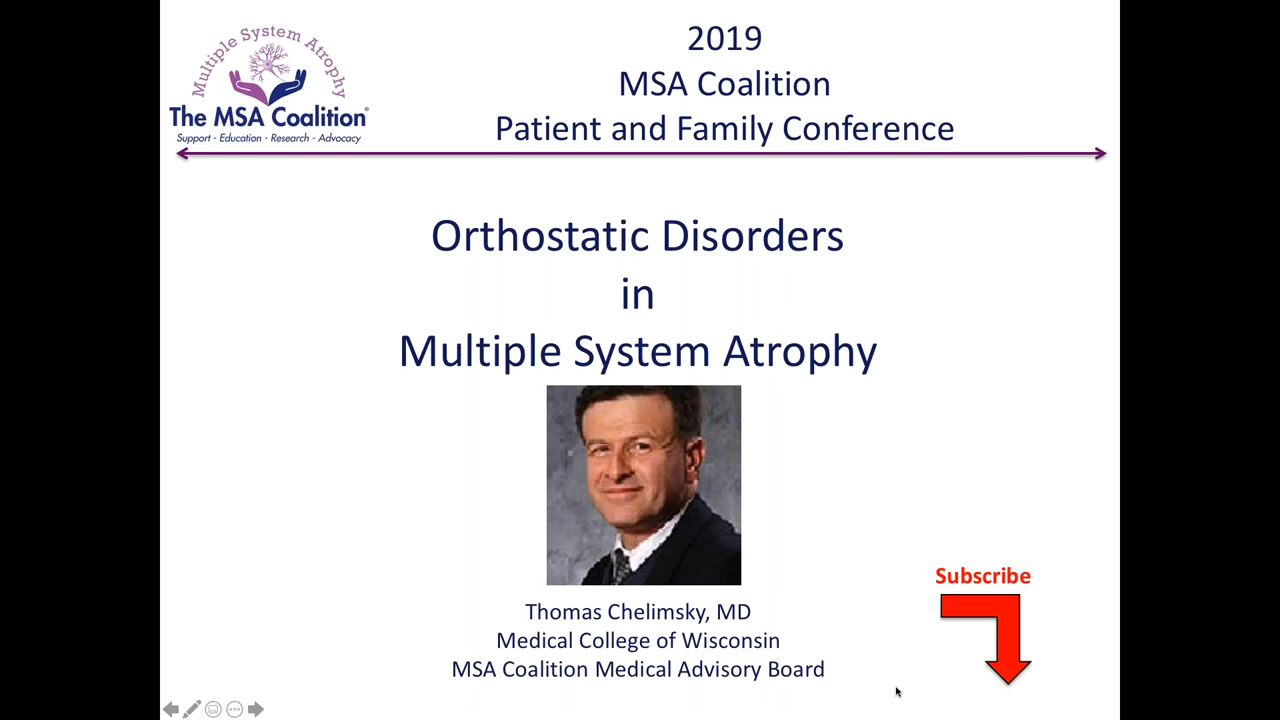 Multiple System Atrophy
The MSA Coalition®
Support - Education - Research - Advocacy
2019
MSA Coalition
Patient and Family Conference
Orthostatic Disorders
in
Multiple System Atrophy
Thomas Chelimsky, MD
Medical College of Wisconsin
MSA Coalition Medical Advisory Board
Subscribe